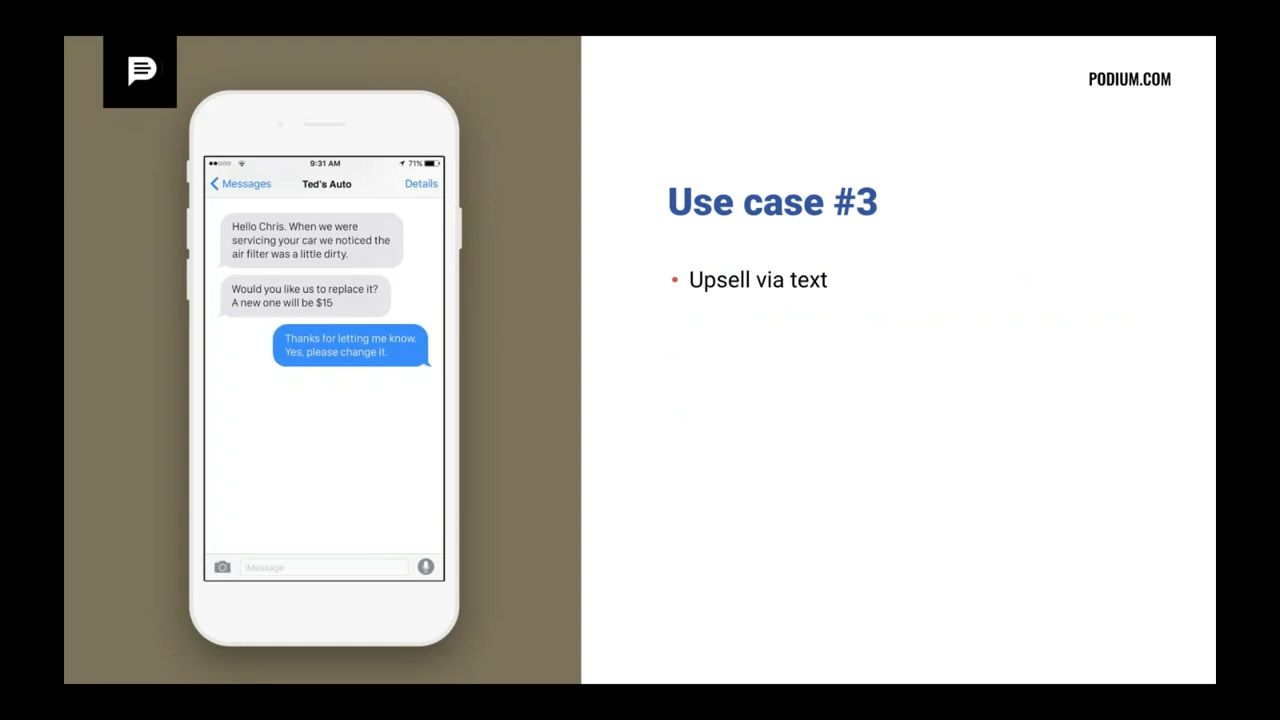 PODIUM.COM
9:31 AM
71%
Messages
Ted's Auto
Details
Hello Chris. When we were
servicing your car we noticed the
air filter was a little dirty.
Would you like us to replace it?
A new one will be $15
Thanks for letting me know.
Yes, please change it.
iMessage
Use case #3
• Upsell via text